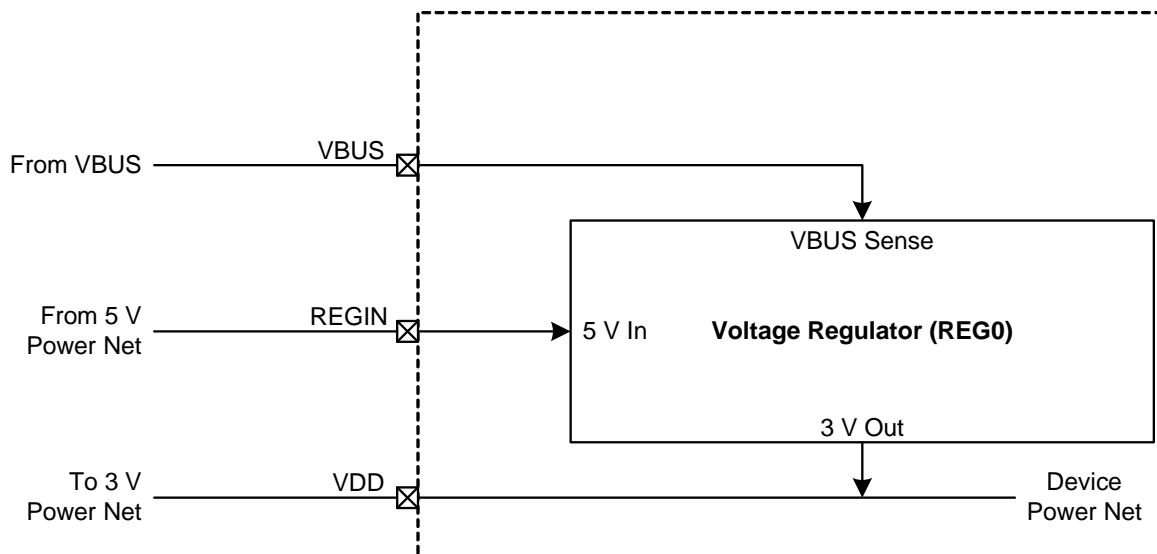 From VBUS
VBUS
VBUS Sense
From 5 V
Power Net
REGIN
5 V In
Voltage Regulator (REG0)
3 V Out
To 3 V
Power Net
VDD
Device
Power Net